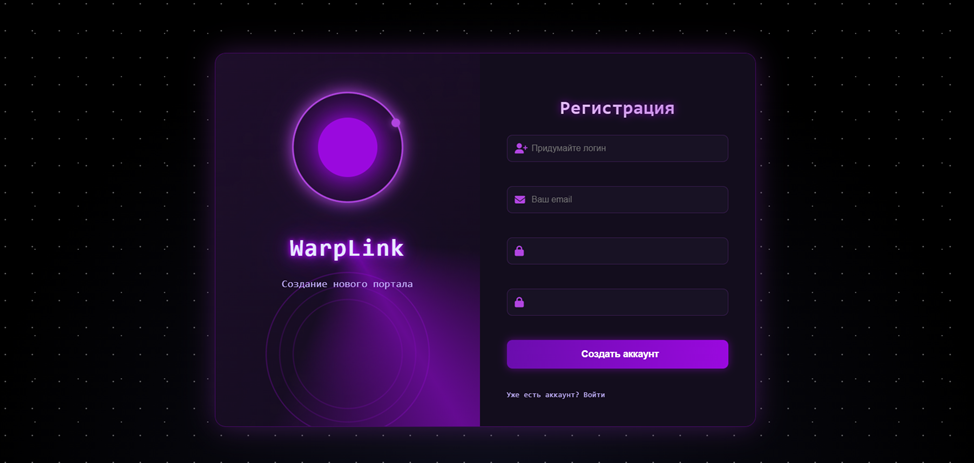 WarpLink
Создание нового портала
Регистрация
Придумайте логин
Ваш email
Создать аккаунт
Уже есть аккаунт? Войти